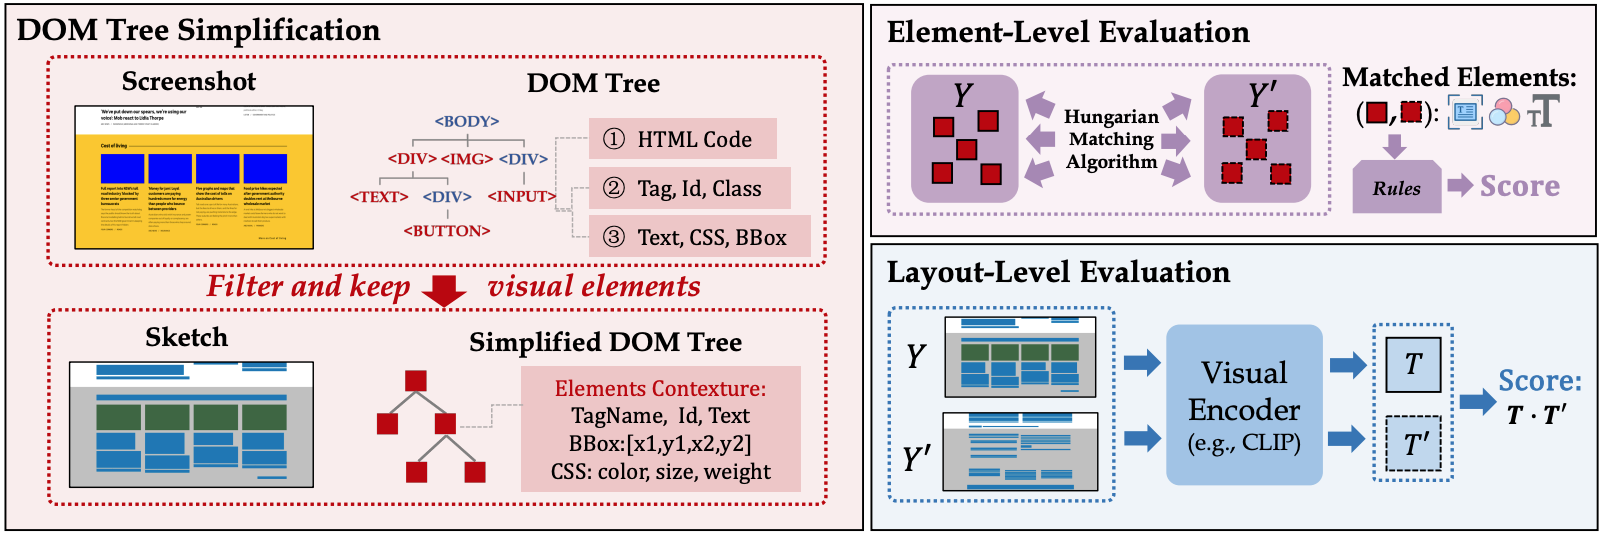 DOM Tree Simplification
Screenshot
We've put down our spears, we're using our
voice: Mob react to Lidia Thorpe
Cost of living
DOM Tree
<BODY>
<DIV> <IMG> <DIV>
<TEXT> <DIV> <INPUT>
<BUTTON>
① HTML Code
② Tag, Id, Class
③ Text, CSS, BBox
Filter and keep visual elements
Sketch
Simplified DOM Tree
Elements Contexture:
TagName, Id, Text
BBox:[x1,y1,x2,y2]
CSS: color, size, weight
Element-Level Evaluation
Y
Hungarian
Matching
Algorithm
Y′
Matched Elements:
( , ):
T
TT
Rules
Score
Layout-Level Evaluation
Y
Y′
Visual
Encoder
(e.g., CLIP)
T
T′
Score:
T · T′